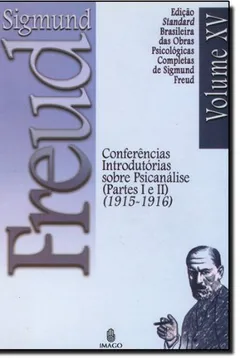 Sigmund
Freud
Edição
Standard
Brasileira
das Obras
Psicológicas
Completas
de Sigmund
Freud
Volume XV
Conferências
Introdutórias
sobre Psicanálise
(Partes I e II)
(1915-1916)
IMAGO